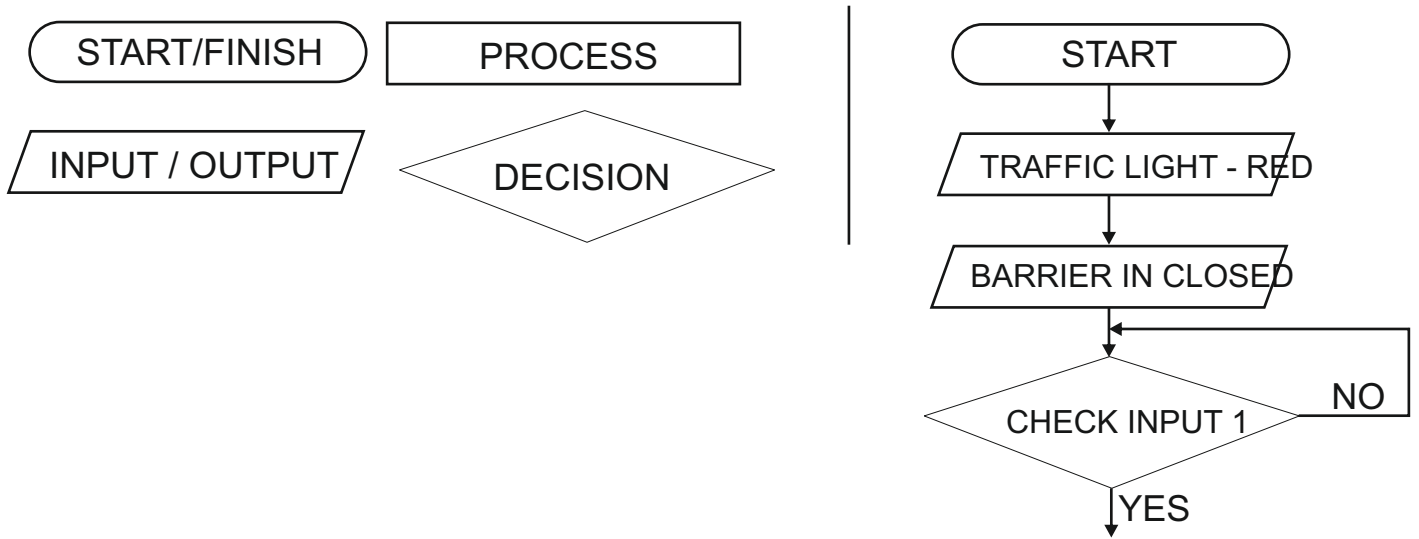 START/FINISH
PROCESS
INPUT / OUTPUT
DECISION
START
TRAFFIC LIGHT - RED
BARRIER IN CLOSED
CHECK INPUT 1
NO
YES